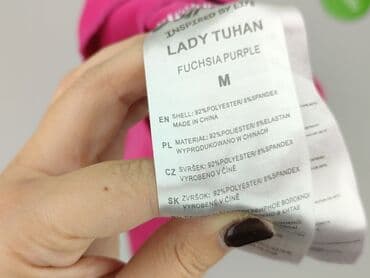 INSPIRED BY LIFE
LADY TUHAN
FUCHSIA PURPLE
M
EN SHELL: 92%POLYESTER/ 8%SPANDEX
MADE IN CHINA
PL MATERIAŁ: 92%POLIESTER/ 8%ELASTAN
WYPRODUKOWANO W CHINACH
CZ SVRŠEK: 92%POLYESTER/ 8%SPANDEX
VYROBENO V ČÍNĚ
SK ZVRŠOK: 92%POLYESTER/ 8%SPANDEX
VYROBENÉ V ČÍNE